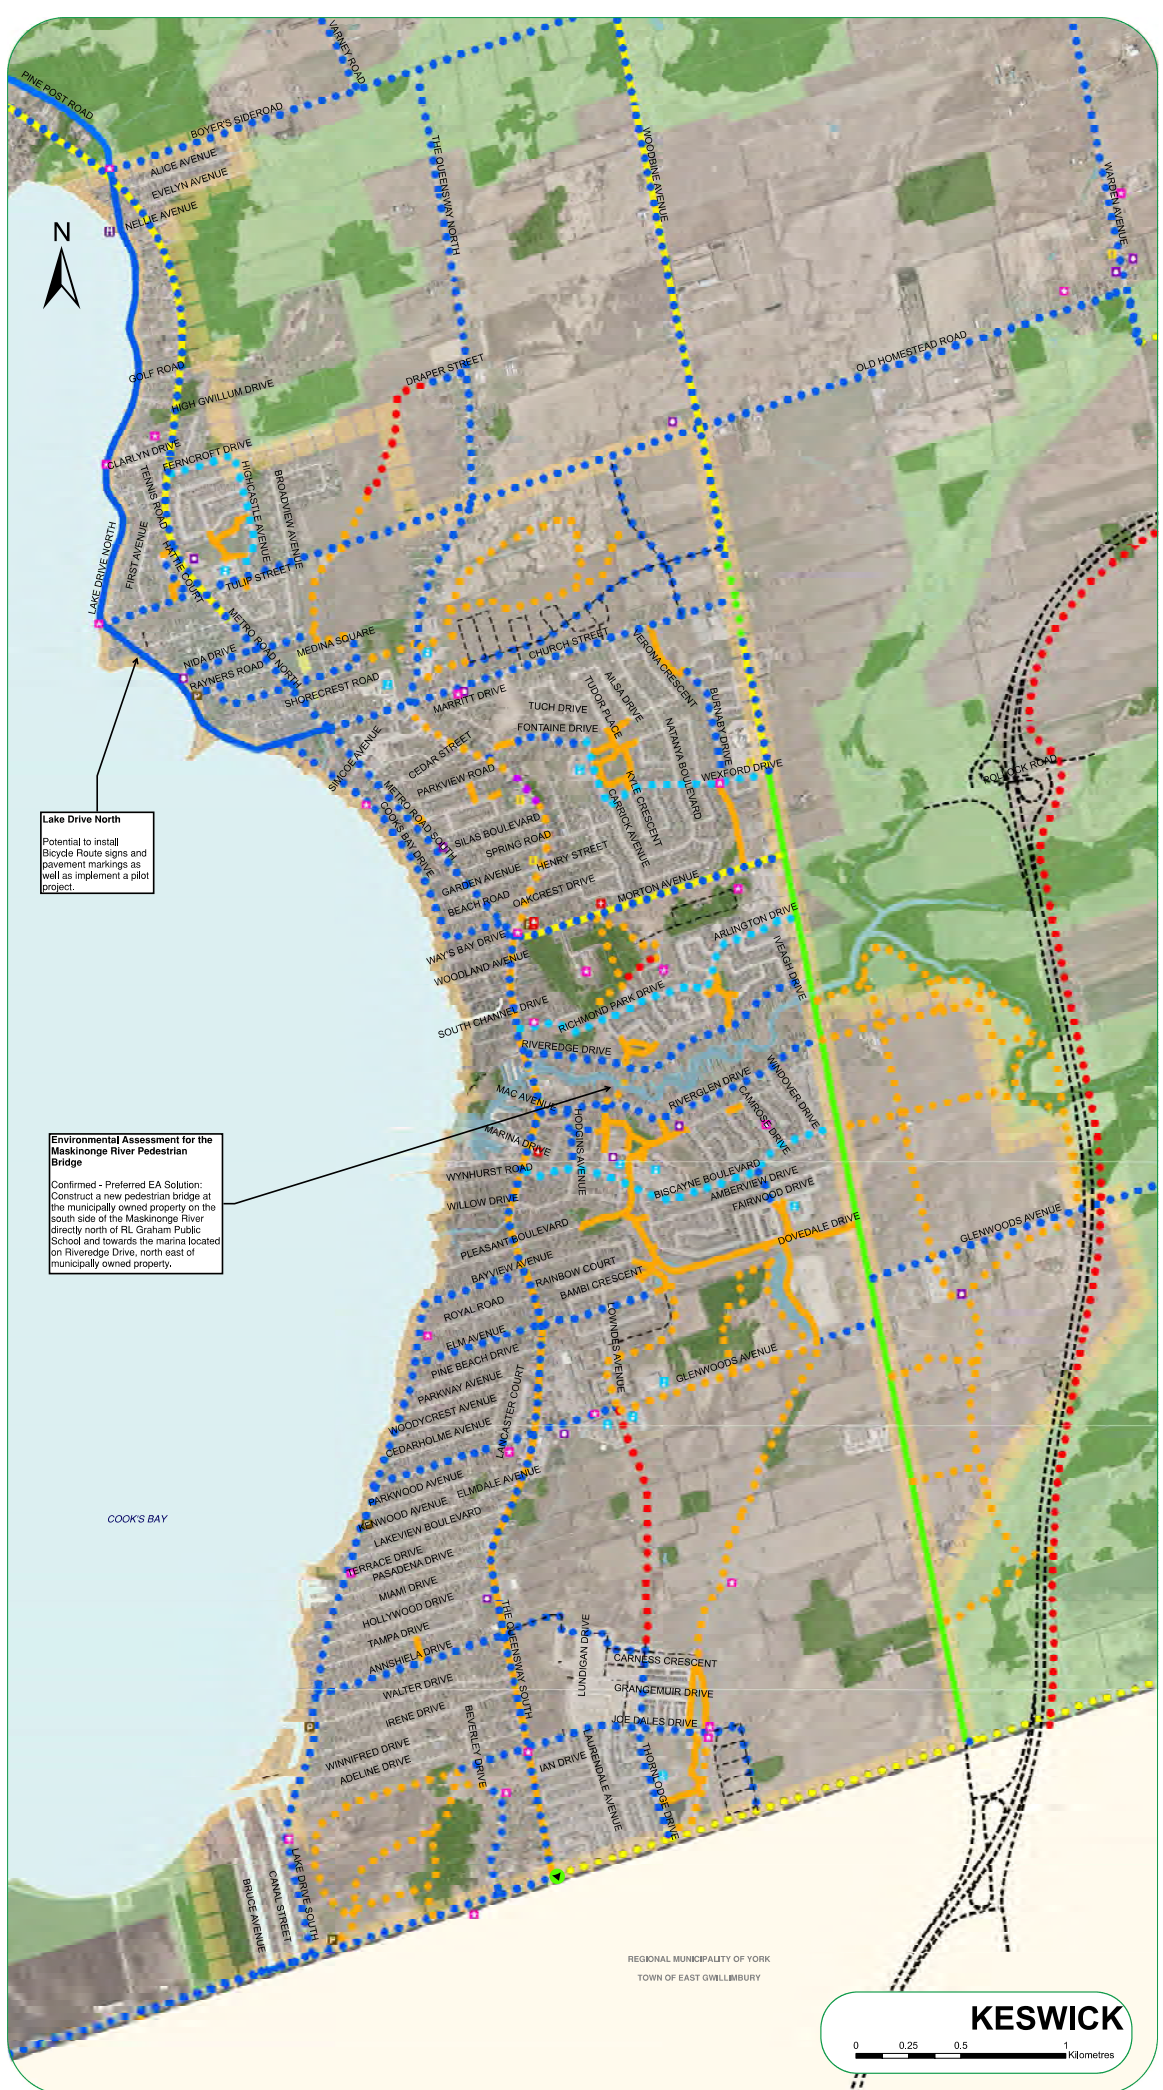 VARNEY ROAD
PINE POST ROAD
BOYER'S SIDEROAD
ALICE AVENUE
EVELYN AVENUE
NELLIE AVENUE
THE QUEENSWAY NORTH
WOODBINE AVENUE
WARDEN AVENUE
N
OLD HOMESTEAD ROAD
GOLF ROAD
DRAPER STREET
HIGH GWILLUM DRIVE
CLARLYN DRIVE
FERNCROFT DRIVE
TENNIS ROAD
HIGHCASTLE AVENUE
BROADVIEW AVENUE
LAKE DRIVE NORTH
FIRST AVENUE
HATTIE COURT
TULIP STREET
METRO ROAD NORTH
NIDA DRIVE
RAYNERS ROAD
MEDINA SQUARE
SHORECREST ROAD
CHURCH STREET
VERONA CRESCENT
MARRITT DRIVE
TUCH DRIVE
AILSA DRIVE
TUDOR PLACE
FONTAINE DRIVE
NATANYA BOULEVARD
BURNABY DRIVE
WEXFORD DRIVE
SIMCOE AVENUE
CEDAR STREET
PARKVIEW ROAD
KYLE CRESCENT
CARRICK AVENUE
METRO ROAD SOUTH
COOKS BAY DRIVE
SILAS BOULEVARD
SPRING ROAD
HENRY STREET
GARDEN AVENUE
OAKCREST DRIVE
BEACH ROAD
MORTON AVENUE
POLLOCK ROAD
Lake Drive North
Potential to install
Bicycle Route signs and
pavement markings as
well as implement a pilot
project.
WAY'S BAY DRIVE
WOODLAND AVENUE
ARLINGTON DRIVE
IVEAGH DRIVE
SOUTH CHANNEL DRIVE
RICHMOND PARK DRIVE
RIVEREDGE DRIVE
MAC AVENUE
RIVERGLEN DRIVE
WINDOVER DRIVE
CAMROSE DRIVE
HODGINS AVENUE
MARINA DRIVE
WYNHURST ROAD
BISCAYNE BOULEVARD
AMBERVIEW DRIVE
FAIRWOOD DRIVE
WILLOW DRIVE
DOVEDALE DRIVE
GLENWOODS AVENUE
Environmental Assessment for the
Maskinonge River Pedestrian
Bridge
Confirmed - Preferred EA Solution:
Construct a new pedestrian bridge at
the municipally owned property on the
south side of the Maskinonge River
directly north of RL Graham Public
School and towards the marina located
on Riveredge Drive, north east of
municipally owned property.
PLEASANT BOULEVARD
BAYVIEW AVENUE
RAINBOW COURT
BAMBI CRESCENT
ROYAL ROAD
LOWNDES AVENUE
ELM AVENUE
PINE BEACH DRIVE
GLENWOODS AVENUE
PARKWAY AVENUE
WOODYCREST AVENUE
LANCASTER COURT
CEDARHOLME AVENUE
PARKWOOD AVENUE
ELMDALE AVENUE
KENWOOD AVENUE
LAKEVIEW BOULEVARD
COOK'S BAY
TERRACE DRIVE
PASADENA DRIVE
MIAMI DRIVE
HOLLYWOOD DRIVE
TAMPA DRIVE
ANNSHIELA DRIVE
THE QUEENSWAY SOUTH
LUNDIGAN DRIVE
CARNESS CRESCENT
GRANGEMUIR DRIVE
WALTER DRIVE
IRENE DRIVE
JOE DALES DRIVE
BEVERLEY DRIVE
WINNIFRED DRIVE
ADELINE DRIVE
IAN DRIVE
LAURENDALE AVENUE
THORNLODGE DRIVE
LAKE DRIVE SOUTH
CANAL STREET
BRUCE AVENUE
REGIONAL MUNICIPALITY OF YORK
TOWN OF EAST GWILLIMBURY
KESWICK
0 0.25 0.5 1
Kilometres